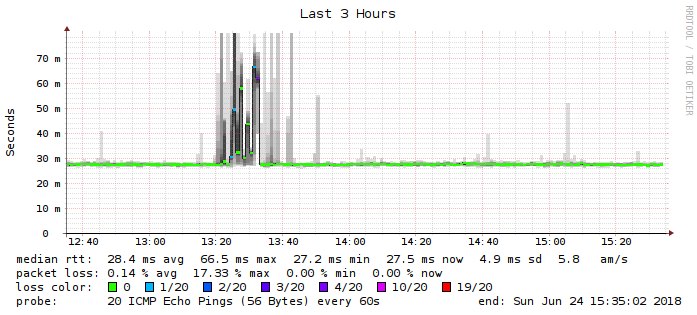 Last 3 Hours
RRDTOOL / TOBI OETIKER
Seconds
70 m
60 m
50 m
40 m
30 m
20 m
10 m
0
12:40 13:00 13:20 13:40 14:00 14:20 14:40 15:00 15:20
median rtt: 28.4 ms avg 66.5 ms max 27.2 ms min 27.5 ms now 4.9 ms sd 5.8 am/s
packet loss: 0.14 % avg 17.33 % max 0.00 % min 0.00 % now
loss color: 0 1/20 2/20 3/20 4/20 10/20 19/20
probe: 20 ICMP Echo Pings (56 Bytes) every 60s end: Sun Jun 24 15:35:02 2018